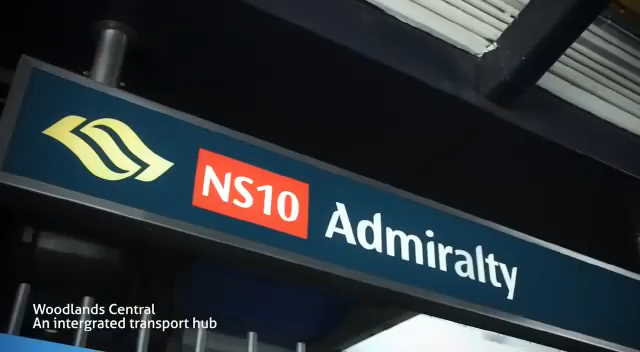 NS10 Admiralty
Woodlands Central
An intergrated transport hub